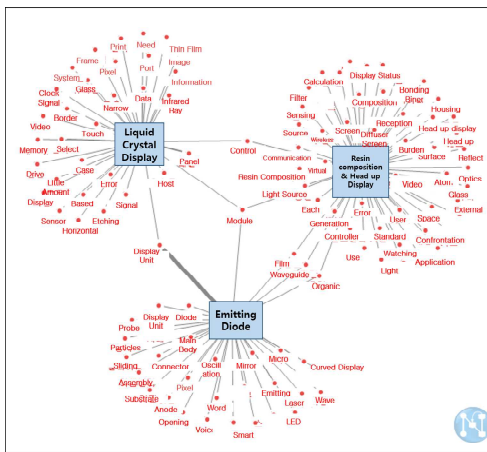 Need
Print
Thin Film
Frame
Port
Image
Pixel
System
Information
Glass
Clock
Signal
Narrow
Data
Infrared
Ray
Border
Video
Touch
Liquid
Crystal
Display
Memory
Select
Panel
Case
Drive
Little
Amount
Error
Host
Display
Based
Signal
Sensor
Etching
Horizontal
Control
Module
Display
Unit
Calculation
Display Status
Bonding
Filter
Composition
Housing
Sensing
Reception
Source
Screen
Diffuser
Screen
Head up display
Wireless
Burden
Head up
Communication
Surface
Reflect
Virtual
Resin
composition
& Head up
Display
Resin Composition
Video
Atom
Optics
Light Source
Glass
Each
Error
User
Space
External
Generation
Controller
Standard
Confrontation
Use
Watching
Application
Light
Film
Waveguide
Organic
Emitting
Diode
Display
Unit
Diode
Probe
Main
Body
Particles
Sliding
Connector
Oscill
ation
Mirror
Micro
Curved Display
Assembly
Pixel
Substrate
Emitting
Anode
Word
Laser
Wave
Opening
Voice
Smart
LED